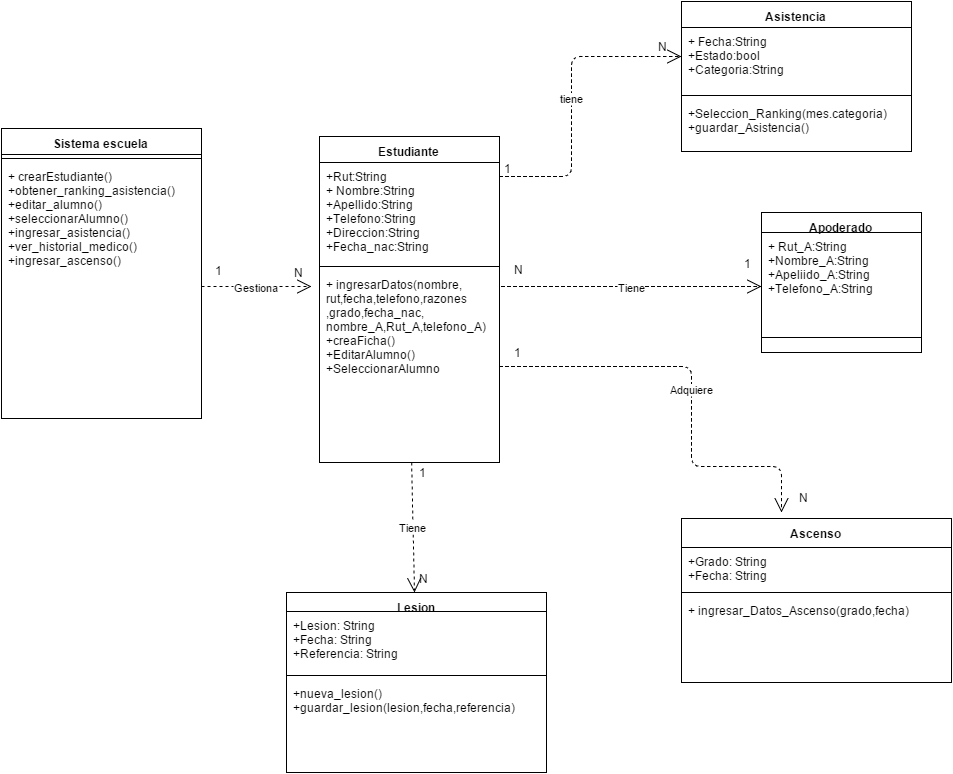 Asistencia
+ Fecha:String
+Estado:bool
+Categoria:String
+Seleccion_Ranking(mes.categoria)
+guardar_Asistencia()
N
tiene
1
Sistema escuela
+ crearEstudiante()
+obtener_ranking_asistencia()
+editar_alumno()
+seleccionarAlumno()
+ingresar_asistencia()
+ver_historial_medico()
+ingresar_ascenso()
1
Gestiona
N
Estudiante
+Rut:String
+ Nombre:String
+Apellido:String
+Telefono:String
+Direccion:String
+Fecha_nac:String
+ ingresarDatos(nombre,
rut,fecha,telefono,razones
,grado,fecha_nac,
nombre_A,Rut_A,telefono_A)
+creaFicha()
+EditarAlumno()
+SeleccionarAlumno
N
Tiene
1
Apoderado
+ Rut_A:String
+Nombre_A:String
+Apeliido_A:String
+Telefono_A:String
1
Adquiere
N
Ascenso
+Grado: String
+Fecha: String
+ ingresar_Datos_Ascenso(grado,fecha)
1
Tiene
N
Lesion
+Lesion: String
+Fecha: String
+Referencia: String
+nueva_lesion()
+guardar_lesion(lesion,fecha,referencia)